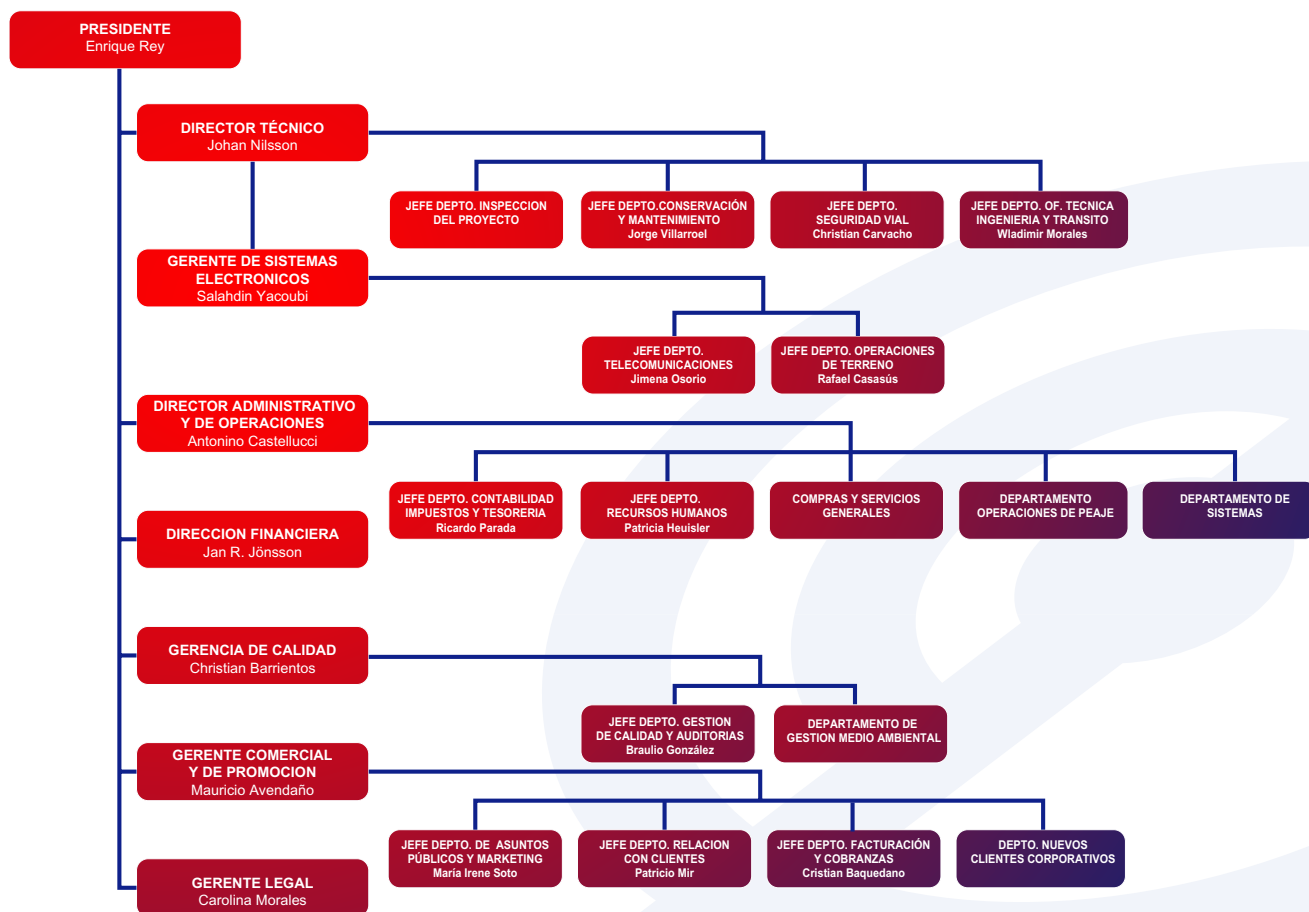 PRESIDENTE
Enrique Rey
DIRECTOR TÉCNICO
Johan Nilsson
JEFE DEPTO. INSPECCION
DEL PROYECTO
JEFE DEPTO.CONSERVACIÓN
Y MANTENIMIENTO
Jorge Villarroel
JEFE DEPTO.
SEGURIDAD VIAL
Christian Carvacho
JEFE DEPTO. OF. TECNICA
INGENIERIA Y TRANSITO
Wladimir Morales
GERENTE DE SISTEMAS
ELECTRONICOS
Salahdin Yacoubi
JEFE DEPTO.
TELECOMUNICACIONES
Jimena Osorio
JEFE DEPTO. OPERACIONES
DE TERRENO
Rafael Casasús
DIRECTOR ADMINISTRATIVO
Y DE OPERACIONES
Antonino Castellucci
JEFE DEPTO. CONTABILIDAD
IMPUESTOS Y TESORERIA
Ricardo Parada
JEFE DEPTO.
RECURSOS HUMANOS
Patricia Heuisler
COMPRAS Y SERVICIOS
GENERALES
DEPARTAMENTO
OPERACIONES DE PEAJE
DEPARTAMENTO DE
SISTEMAS
DIRECCION FINANCIERA
Jan R. Jönsson
GERENCIA DE CALIDAD
Christian Barrientos
JEFE DEPTO. GESTION
DE CALIDAD Y AUDITORIAS
Braulio González
DEPARTAMENTO DE
GESTION MEDIO AMBIENTAL
GERENTE COMERCIAL
Y DE PROMOCION
Mauricio Avendaño
JEFE DEPTO. DE ASUNTOS
PÚBLICOS Y MARKETING
María Irene Soto
JEFE DEPTO. RELACION
CON CLIENTES
Patricio Mir
JEFE DEPTO. FACTURACIÓN
Y COBRANZAS
Cristian Baquedano
DEPTO. NUEVOS
CLIENTES CORPORATIVOS
GERENTE LEGAL
Carolina Morales